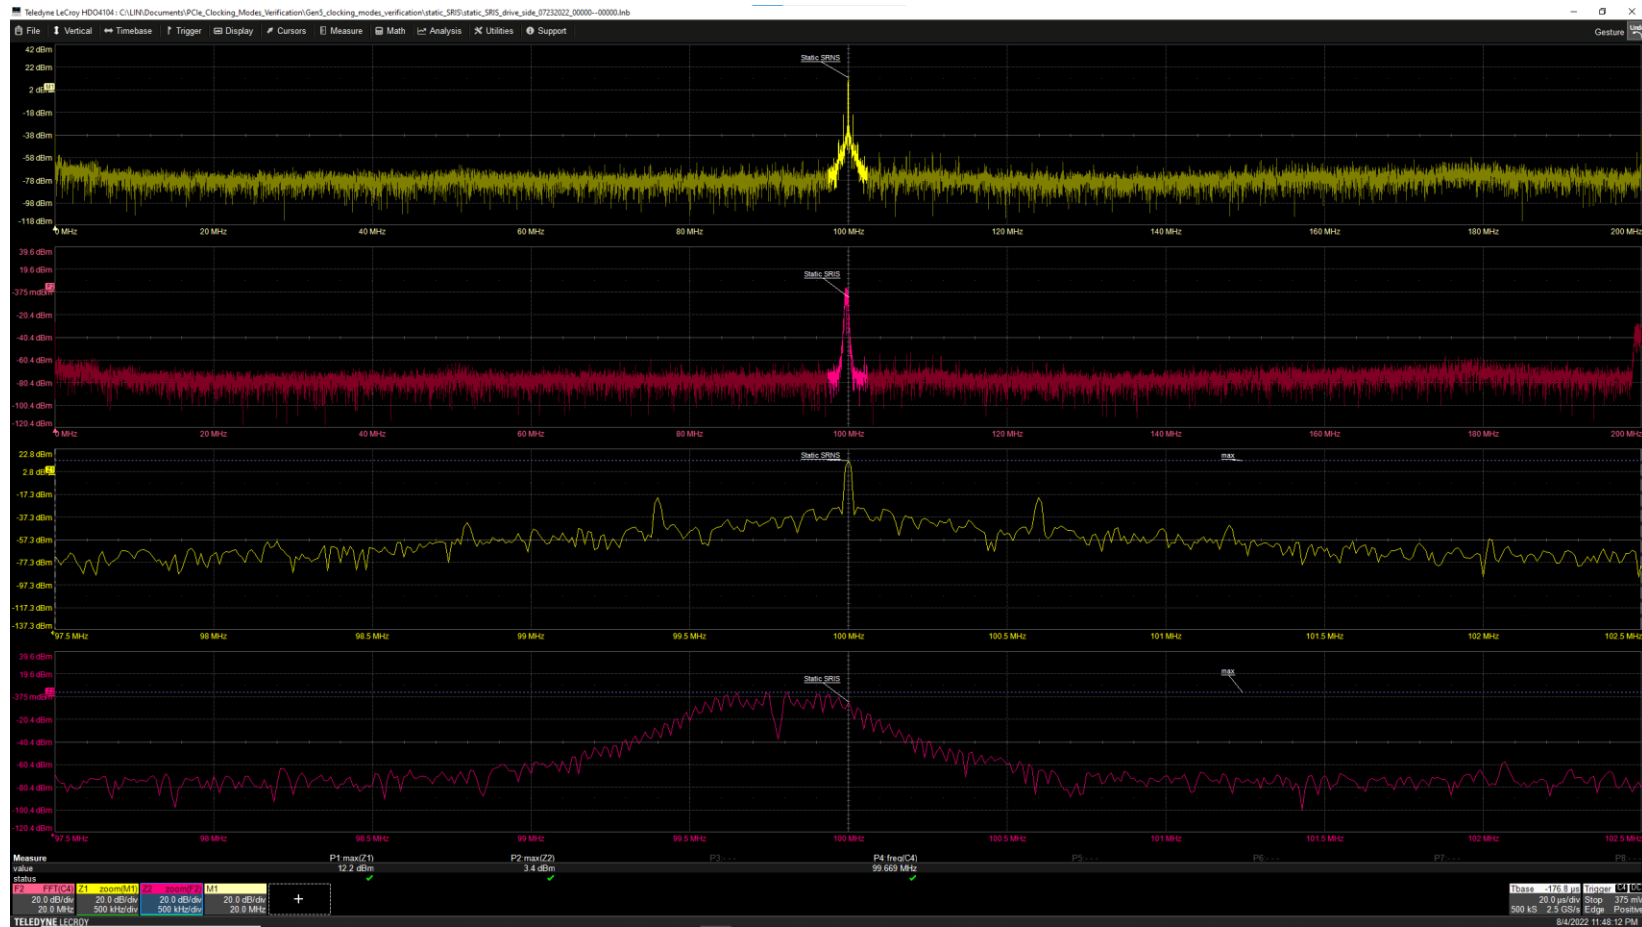 Teledyne LeCroy HDO4104 : C:\LIN\Documents\PCIe_Clocking_Modes_Verification\Gen5_clocking_modes_verification\static_SRIS\static_SRIS_drive_side_07232022_00000--00000.lnb
File Vertical Timebase Trigger Display Cursors Measure Math Analysis Utilities Support Gesture Undo
42 dBm
Static SRNS
22 dBm
2 dBm
-18 dBm
-38 dBm
-58 dBm
-78 dBm
-98 dBm
-118 dBm
0 MHz 20 MHz 40 MHz 60 MHz 80 MHz 100 MHz 120 MHz 140 MHz 160 MHz 180 MHz 200 MHz
39.6 dBm
19.6 dBm
Static SRIS
-375 mdBm
-20.4 dBm
-40.4 dBm
-60.4 dBm
-80.4 dBm
-100.4 dBm
-120.4 dBm
0 MHz 20 MHz 40 MHz 60 MHz 80 MHz 100 MHz 120 MHz 140 MHz 160 MHz 180 MHz 200 MHz
22.8 dBm Static SRNS max
2.8 dBm
-17.3 dBm
-37.3 dBm
-57.3 dBm
-77.3 dBm
-97.3 dBm
-117.3 dBm
-137.3 dBm
97.5 MHz 98 MHz 98.5 MHz 99 MHz 99.5 MHz 100 MHz 100.5 MHz 101 MHz 101.5 MHz 102 MHz 102.5 MHz
39.6 dBm
19.6 dBm Static SRIS max
-375 mdBm
-20.4 dBm
-40.4 dBm
-60.4 dBm
-80.4 dBm
-100.4 dBm
-120.4 dBm
97.5 MHz 98 MHz 98.5 MHz 99 MHz 99.5 MHz 100 MHz 100.5 MHz 101 MHz 101.5 MHz 102 MHz 102.5 MHz
Measure P1 max(Z1) P2 max(Z2) P3:- - - P4 freq(C4) P5:- - - P6:- - - P7:- - - P8:- - -
value 12.2 dBm 3.4 dBm 99.669 MHz
status
F2 FFT(C4) Z1 zoom(M1) Z2 zoom(F2) M1 Tbase -176.8 µs Trigger C4 DC
20.0 dB/div 20.0 dB/div 20.0 dB/div 20.0 dB/div + 20.0 µs/div Stop 375 mV
20.0 MHz 500 kHz/div 500 kHz/div 20.0 MHz 500 kS 2.5 GS/s Edge Positive
TELEDYNE LECROY 8/4/2022 11:48:12 PM